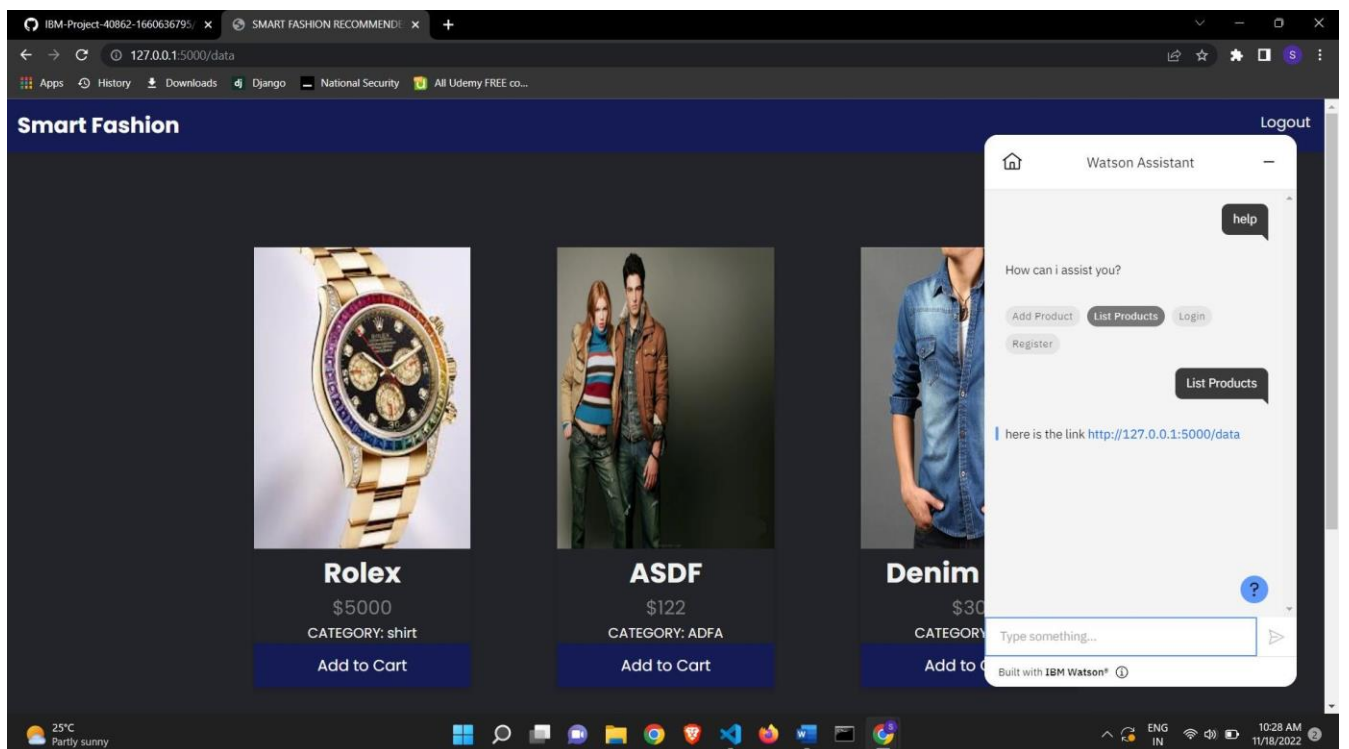 IBM-Project-40862-1660636795/
SMART FASHION RECOMMENDE
127.0.0.1:5000/data
S
Apps
History
Downloads
dj Django
National Security
All Udemy FREE co...
Smart Fashion
Logout
Watson Assistant
help
How can i assist you?
Add Product
List Products
Login
Register
List Products
here is the link http://127.0.0.1:5000/data
?
Type something...
Built with IBM Watson®
Rolex
$5000
CATEGORY: shirt
Add to Cart
ASDF
$122
CATEGORY: ADFA
Add to Cart
Denim
$30
CATEGORY
Add to C
25°C
Partly sunny
ENG
IN
10:28 AM
11/18/2022
2